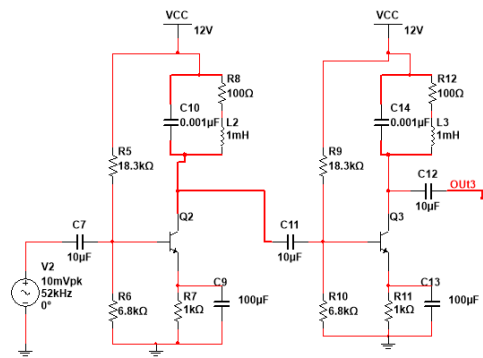 VCC
12V
VCC
12V
R8
100Ω
C10
0.001µF
L2
1mH
R5
18.3kΩ
R12
100Ω
C14
0.001µF
L3
1mH
R9
18.3kΩ
C12
10µF
OUt3
Q2
Q3
C7
10µF
C11
10µF
V2
10mVpk
52kHz
0°
R6
6.8kΩ
R7
1kΩ
C9
100µF
R10
6.8kΩ
R11
1kΩ
C13
100µF